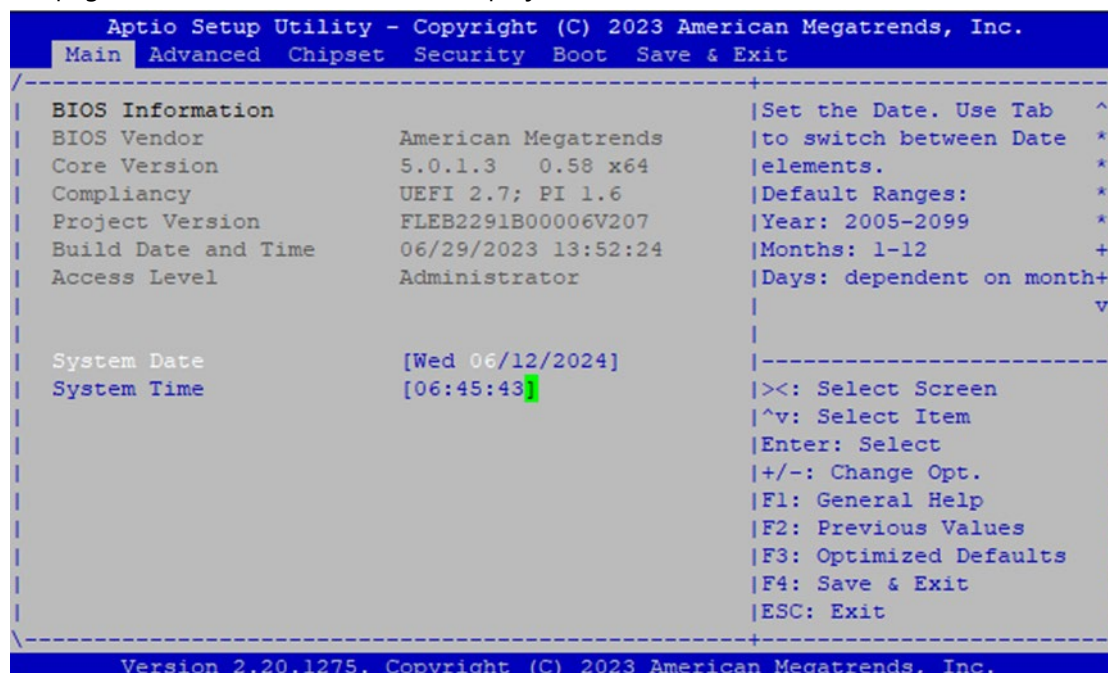 Aptio Setup Utility - Copyright (C) 2023 American Megatrends, Inc.
Main Advanced Chipset Security Boot Save & Exit
/------------------------------------------------------+----------------------
| BIOS Information |Set the Date. Use Tab ^
| BIOS Vendor American Megatrends |to switch between Date *
| Core Version 5.0.1.3 0.58 x64 |elements. *
| Compliancy UEFI 2.7; PI 1.6 |Default Ranges: *
| Project Version FLEB2291B00006V207 |Year: 2005-2099 *
| Build Date and Time 06/29/2023 13:52:24 |Months: 1-12 +
| Access Level Administrator |Days: dependent on month+
| | v
| |
| System Date [Wed 06/12/2024] |----------------------
| System Time [06:45:43] |><: Select Screen
| |^v: Select Item
| |Enter: Select
| |+/-: Change Opt.
| |F1: General Help
| |F2: Previous Values
| |F3: Optimized Defaults
| |F4: Save & Exit
| |ESC: Exit
\------------------------------------------------------+----------------------
Version 2.20.1275. Copyright (C) 2023 American Megatrends, Inc.